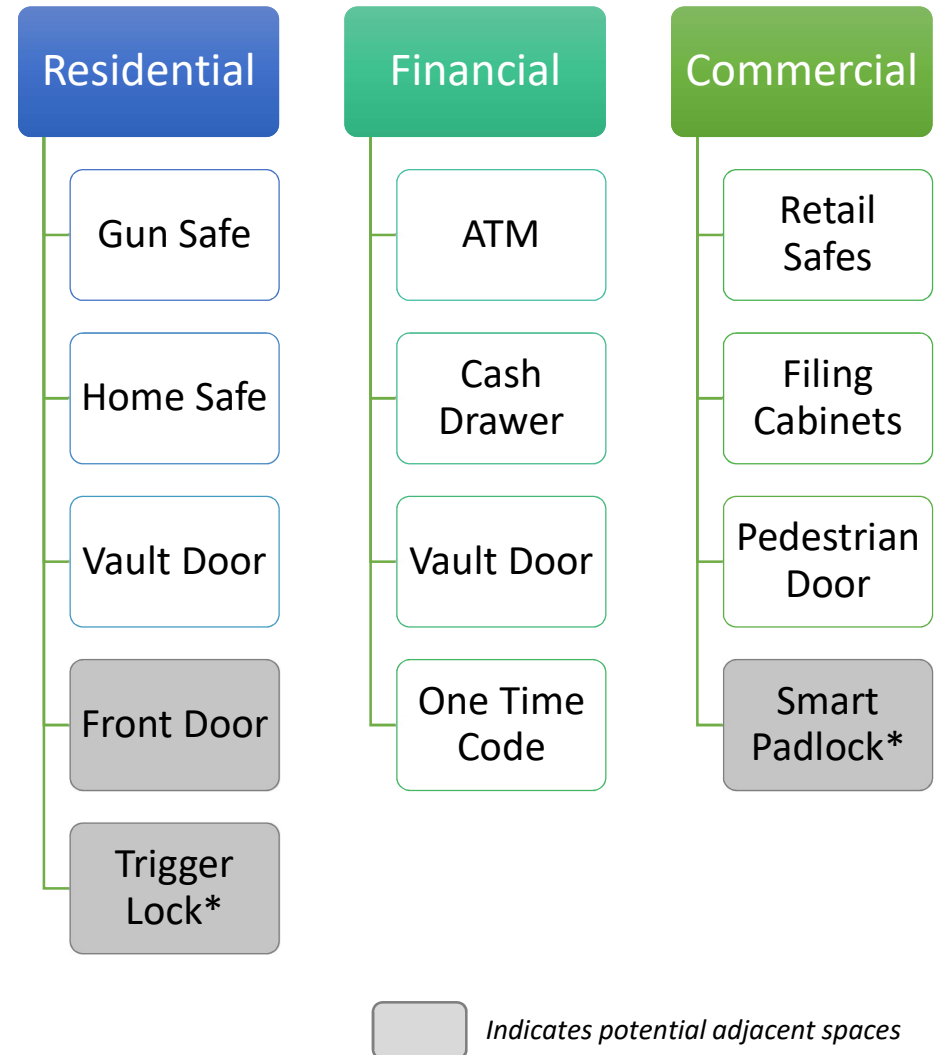 Residential
Gun Safe
Home Safe
Vault Door
Front Door
Trigger
Lock*
Financial
ATM
Cash
Drawer
Vault Door
One Time
Code
Commercial
Retail
Safes
Filing
Cabinets
Pedestrian
Door
Smart
Padlock*
Indicates potential adjacent spaces